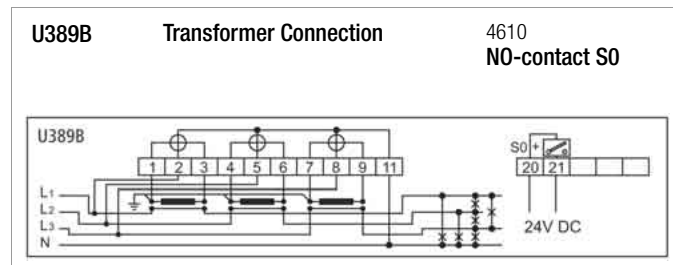 U389B Transformer Connection 4610
NO-contact S0
U389B
S0 +
1 2 3 4 5 6 7 8 9 11
20 21
L1
L2
L3
N
24V DC